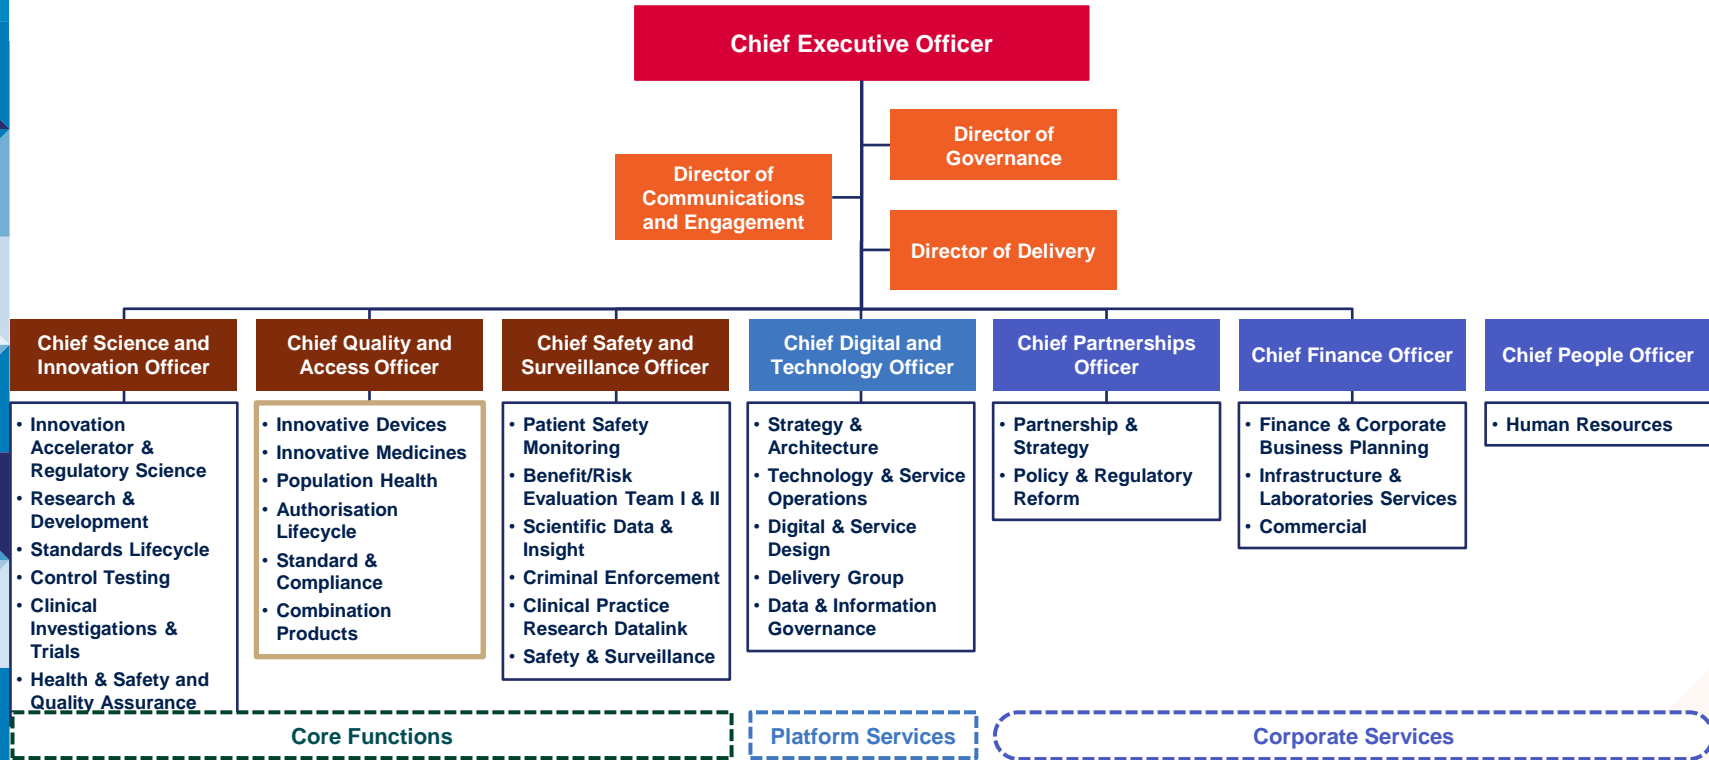 Chief Executive Officer
Director of
Governance
Director of
Communications
and Engagement
Director of Delivery
Chief Science and
Innovation Officer
Chief Quality and
Access Officer
Chief Safety and
Surveillance Officer
Chief Digital and
Technology Officer
Chief Partnerships
Officer
Chief Finance Officer
Chief People Officer
• Innovation
Accelerator &
Regulatory Science
• Research &
Development
• Standards Lifecycle
• Control Testing
• Clinical
Investigations &
Trials
• Health & Safety and
Quality Assurance
• Innovative Devices
• Innovative Medicines
• Population Health
• Authorisation
Lifecycle
• Standard &
Compliance
• Combination
Products
• Patient Safety
Monitoring
• Benefit/Risk
Evaluation Team I & II
• Scientific Data &
Insight
• Criminal Enforcement
• Clinical Practice
Research Datalink
• Safety & Surveillance
• Strategy &
Architecture
• Technology & Service
Operations
• Digital & Service
Design
• Delivery Group
• Data & Information
Governance
• Partnership &
Strategy
• Policy & Regulatory
Reform
• Finance & Corporate
Business Planning
• Infrastructure &
Laboratories Services
• Commercial
• Human Resources
Core Functions
Platform Services
Corporate Services